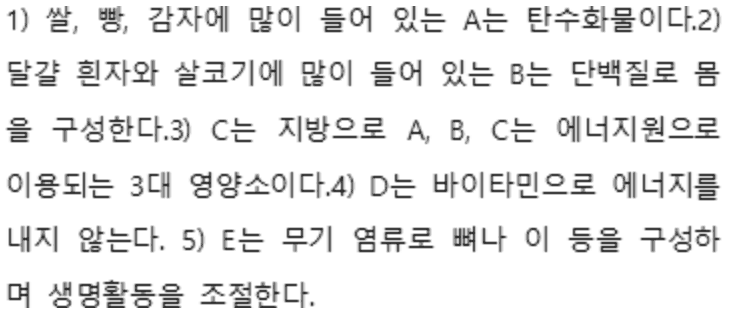 1) 쌀, 빵, 감자에 많이 들어 있는 A는 탄수화물이다.2)
달걀 흰자와 살코기에 많이 들어 있는 B는 단백질로 몸
을 구성한다.3) C는 지방으로 A, B, C는 에너지원으로
이용되는 3대 영양소이다.4) D는 바이타민으로 에너지를
내지 않는다. 5) E는 무기 염류로 뼈나 이 등을 구성하
며 생명활동을 조절한다.